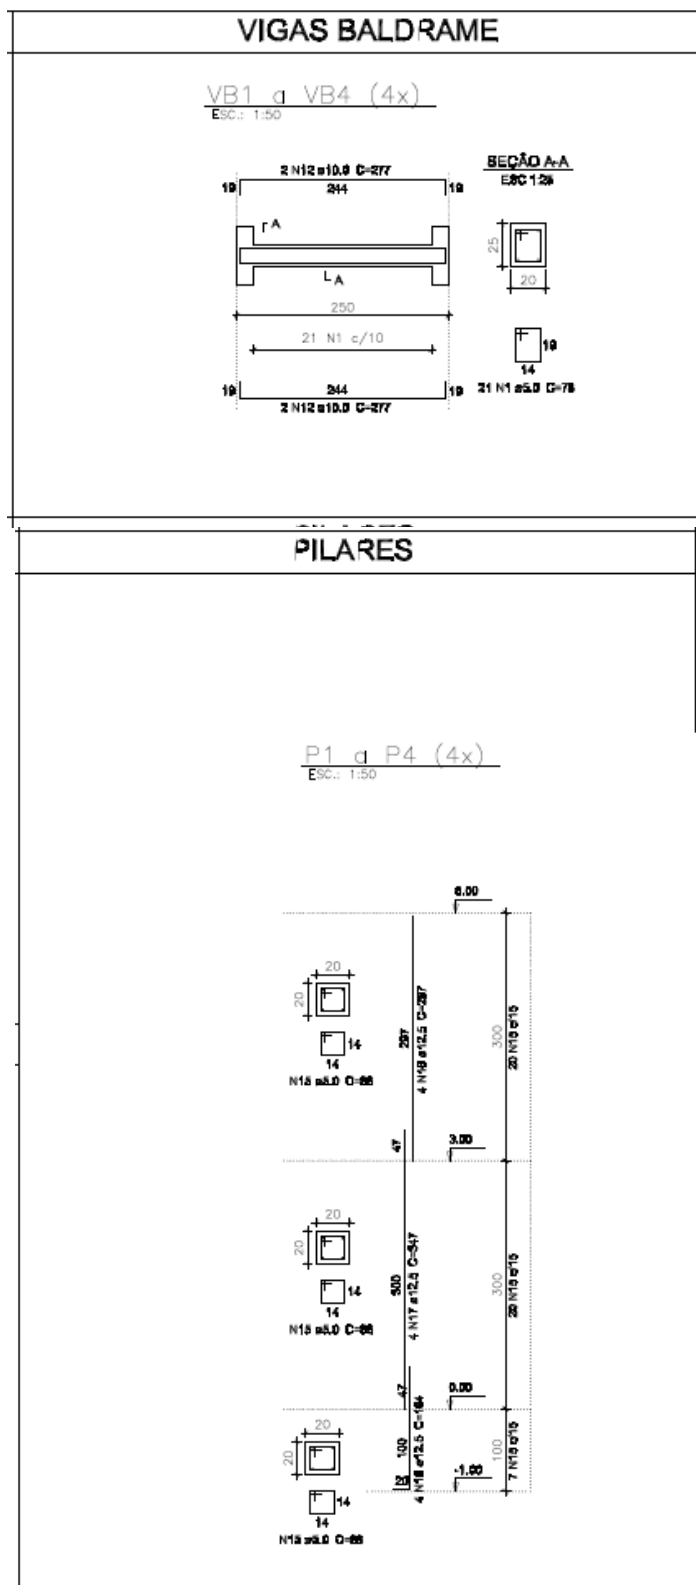 VIGAS BALDRAME
VB1 a VB4 (4x)
ESC.: 1:50
2 N12 ø10.0 C=277
19 244 19
SEÇÃO A-A
ESC 1:25
A
A
25
20
250
21 N1 c/10
19
14
21 N1 ø5.0 C=76
19 244 19
2 N12 ø10.0 C=277
PILARES
P1 a P4 (4x)
ESC.: 1:50
6.00
20
20
297
4 N18 ø12.5 C=297
300
20 N15 c/15
14
14
N15 ø5.0 C=66
47
3.00
20
20
300
4 N17 ø12.5 C=347
300
20 N15 c/15
14
14
N15 ø5.0 C=66
47
0.00
20
20
100
4 N16 ø12.5 C=164
100
7 N15 c/15
14
14
N15 ø5.0 C=66